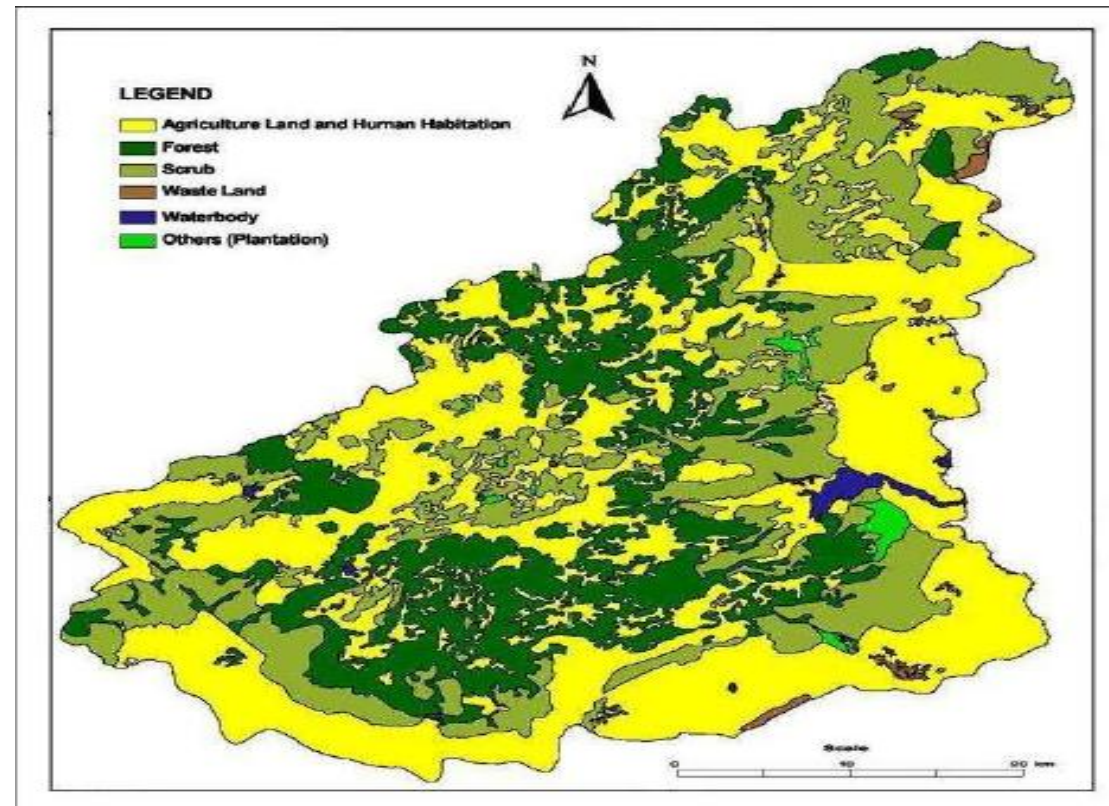 N
LEGEND
Agriculture Land and Human Habitation
Forest
Scrub
Waste Land
Waterbody
Others (Plantation)
Scale
0 10 20 km